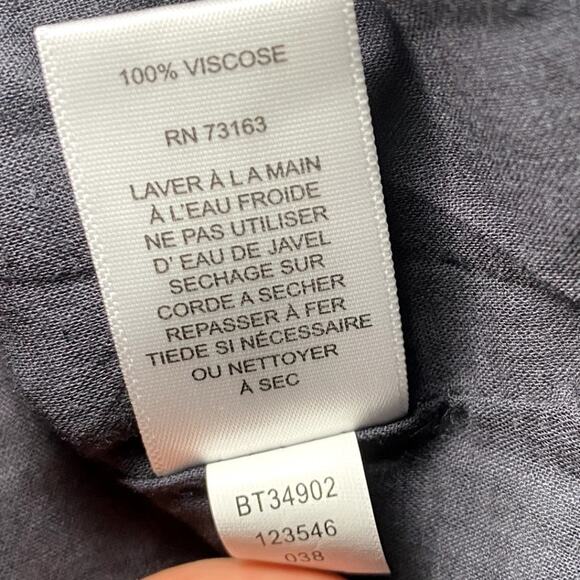 100% VISCOSE
RN 73163
LAVER À LA MAIN
À L'EAU FROIDE
NE PAS UTILISER
D'EAU DE JAVEL
SECHAGE SUR
CORDE A SECHER
REPASSER À FER
TIEDE SI NÉCESSAIRE
OU NETTOYER
À SEC
BT34902
123546
038